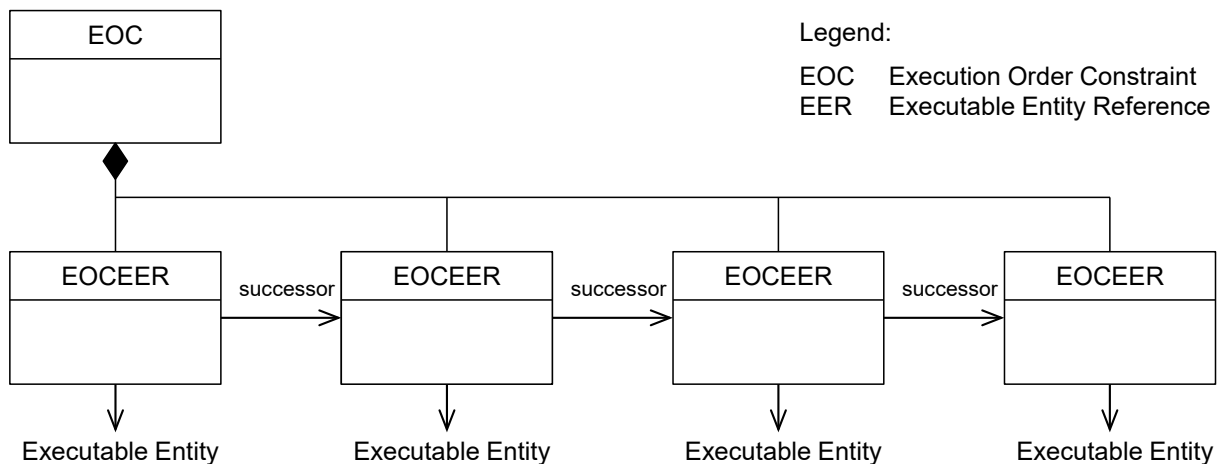 EOC
Legend:
EOC Execution Order Constraint
EER Executable Entity Reference
EOCEER
successor
EOCEER
successor
EOCEER
successor
EOCEER
Executable Entity
Executable Entity
Executable Entity
Executable Entity